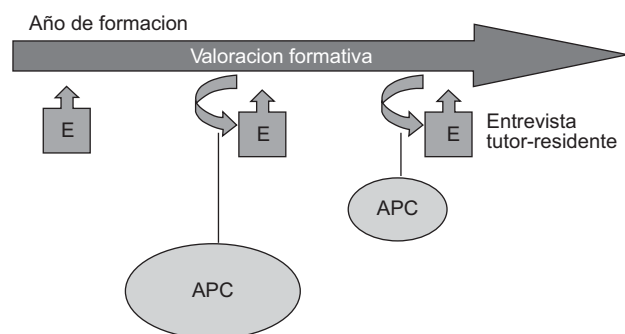 Año de formacion
Valoracion formativa
E
E
E
Entrevista
tutor-residente
APC
APC